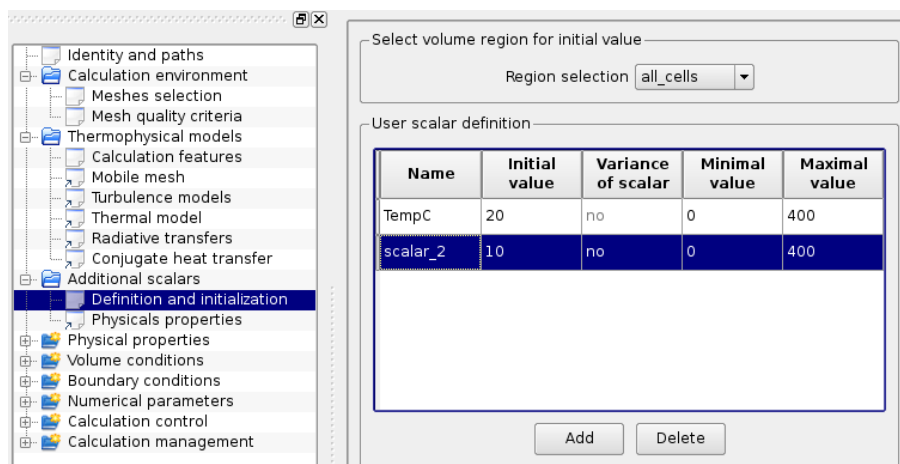 Identity and paths
Calculation environment
Meshes selection
Mesh quality criteria
Thermophysical models
Calculation features
Mobile mesh
Turbulence models
Thermal model
Radiative transfers
Conjugate heat transfer
Additional scalars
Definition and initialization
Physicals properties
Physical properties
Volume conditions
Boundary conditions
Numerical parameters
Calculation control
Calculation management
Select volume region for initial value
Region selection all_cells
User scalar definition
Name Initial value Variance of scalar Minimal value Maximal value
TempC 20 no 0 400
scalar_2 10 no 0 400
Add Delete